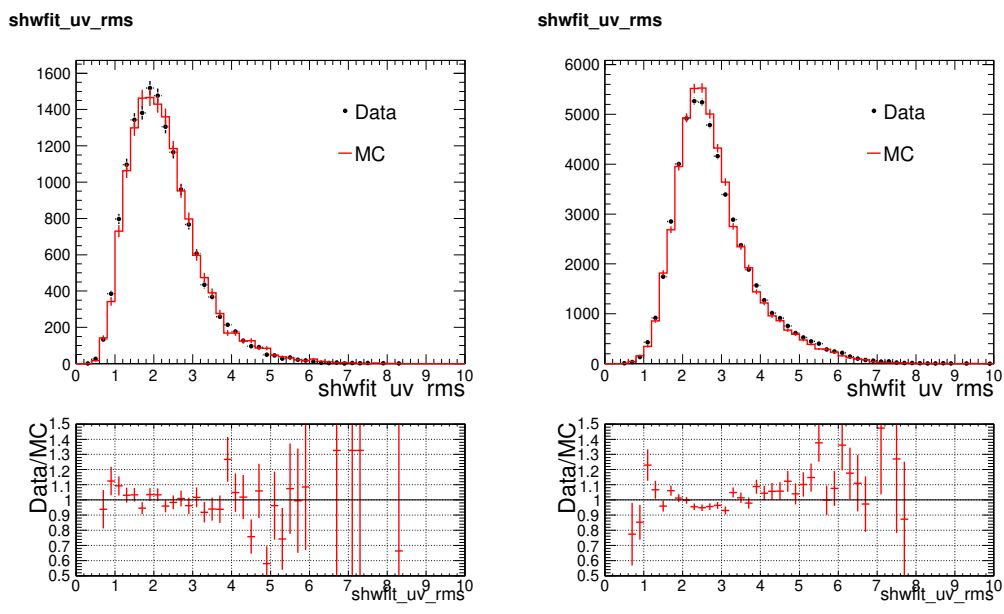 shwfit_uv_rms
1600
1400
1200
1000
800
600
400
200
0
Data
MC
0 1 2 3 4 5 6 7 8 9 10
shwfit_uv_rms
Data/MC
1.5
1.4
1.3
1.2
1.1
1
0.9
0.8
0.7
0.6
0.5
0 1 2 3 4 5 6 7 8 9 10
shwfit_uv_rms
shwfit_uv_rms
6000
5000
4000
3000
2000
1000
0
Data
MC
0 1 2 3 4 5 6 7 8 9 10
shwfit_uv_rms
Data/MC
1.5
1.4
1.3
1.2
1.1
1
0.9
0.8
0.7
0.6
0.5
0 1 2 3 4 5 6 7 8 9 10
shwfit_uv_rms